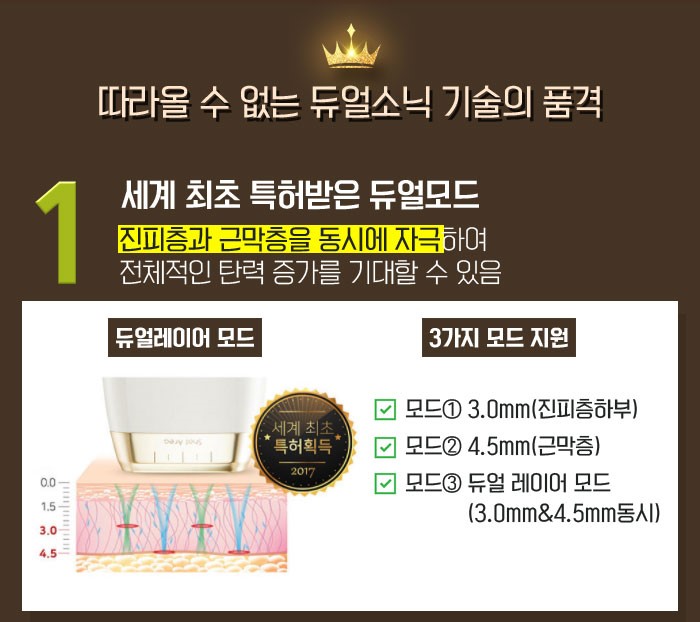 따라올 수 없는 듀얼소닉 기술의 품격
1
세계 최초 특허받은 듀얼모드
진피층과 근막층을 동시에 자극하여
전체적인 탄력 증가를 기대할 수 있음
듀얼레이어 모드
3가지 모드 지원
세계 최초
특허획득
2017
0.0
1.5
3.0
4.5
모드① 3.0mm(진피층하부)
모드② 4.5mm(근막층)
모드③ 듀얼 레이어 모드
(3.0mm&4.5mm동시)